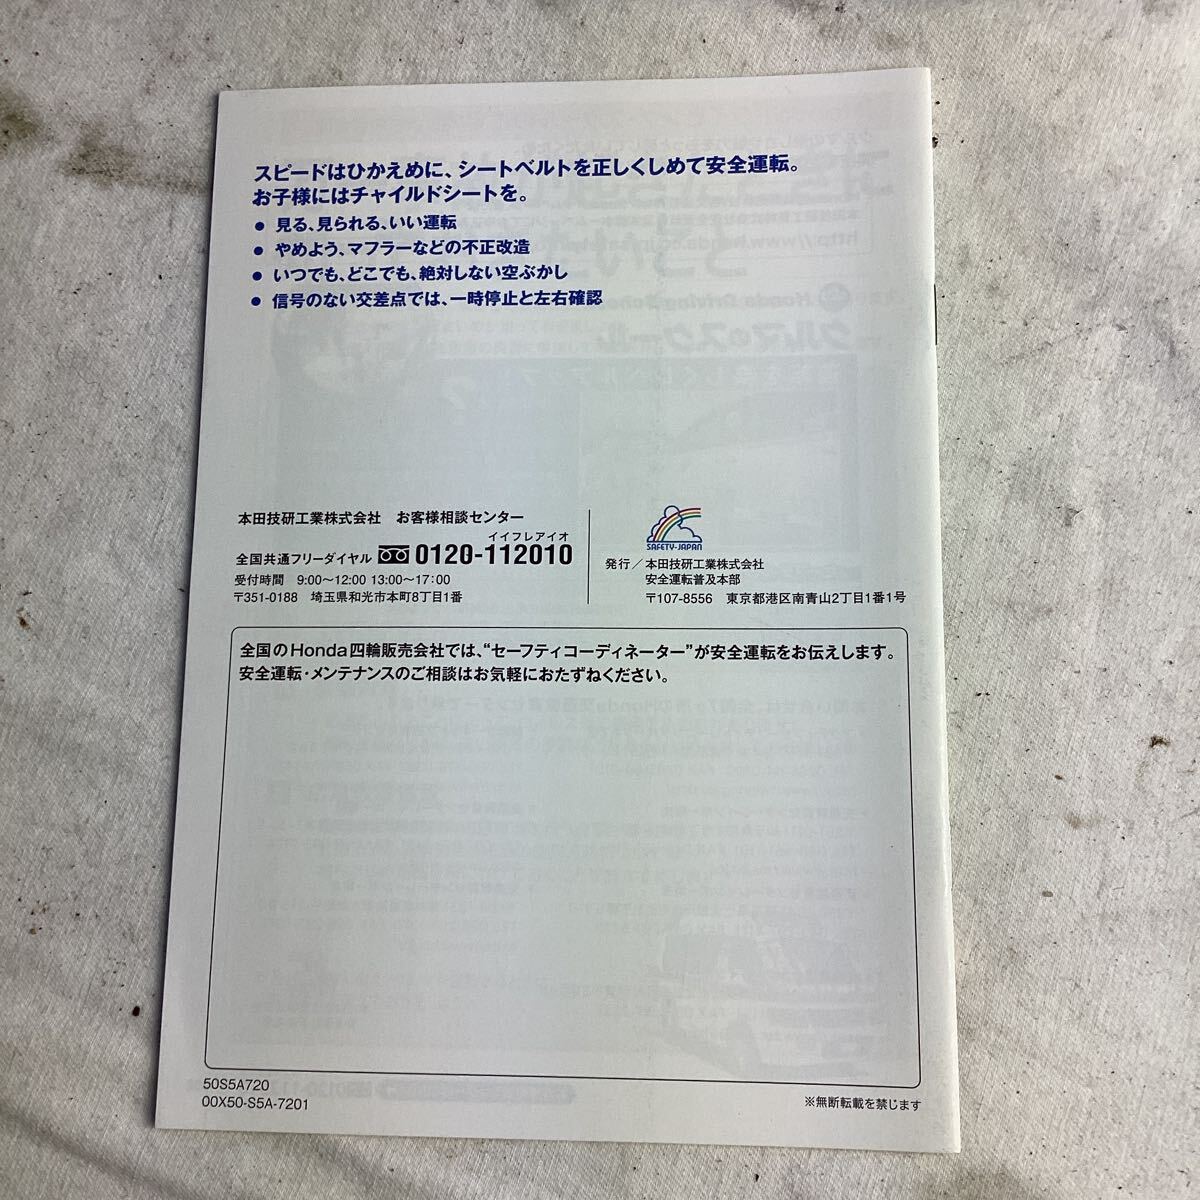 スピードはひかえめに、シートベルトを正しくしめて安全運転。
お子様にはチャイルドシートを。
● 見る、見られる、いい運転
● やめよう、マフラーなどの不正改造
● いつでも、どこでも、絶対しない空ぶかし
● 信号のない交差点では、一時停止と左右確認
本田技研工業株式会社　お客様相談センター
イイフレアイオ
全国共通フリーダイヤル 0120-112010
受付時間　9:00〜12:00 13:00〜17:00
〒351-0188　埼玉県和光市本町8丁目1番
SAFETY-JAPAN
発行／本田技研工業株式会社
安全運転普及本部
〒107-8556　東京都港区南青山2丁目1番1号
全国のHonda四輪販売会社では、“セーフティコーディネーター”が安全運転をお伝えします。
安全運転・メンテナンスのご相談はお気軽におたずねください。
50S5A720
00X50-S5A-7201
※無断転載を禁じます